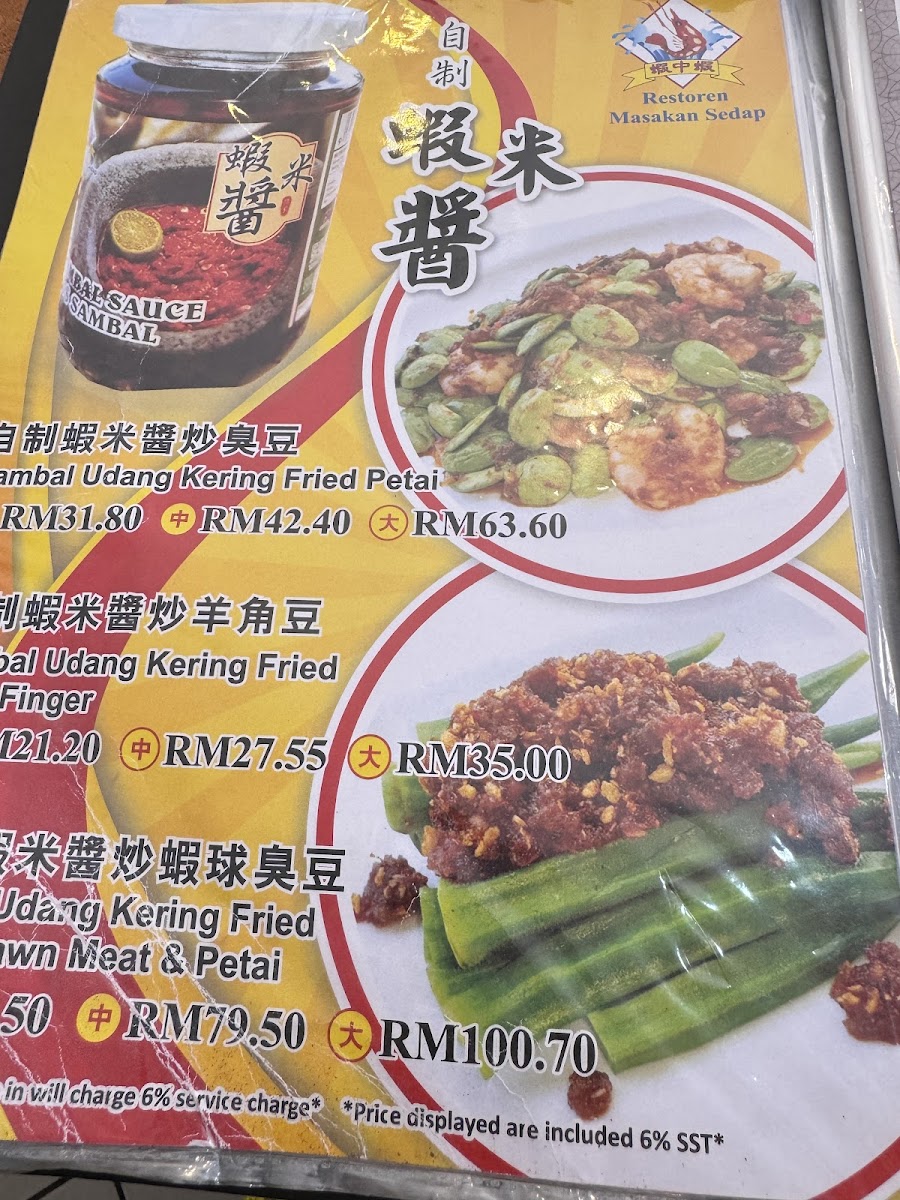 自制
蝦米
醬
蝦中蝦
Restoren
Masakan Sedap
蝦米
醬
SAUCE
SAMBAL
自制蝦米醬炒臭豆
Udang Kering Fried Petai
RM31.80 中 RM42.40 大 RM63.60
制蝦米醬炒羊角豆
Udang Kering Fried
Finger
21.20 中 RM27.55 大 RM35.00
米醬炒蝦球臭豆
Udang Kering Fried
Meat & Petai
.50 中 RM79.50 大 RM100.70
in will charge 6% service charge* *Price displayed are included 6% SST*